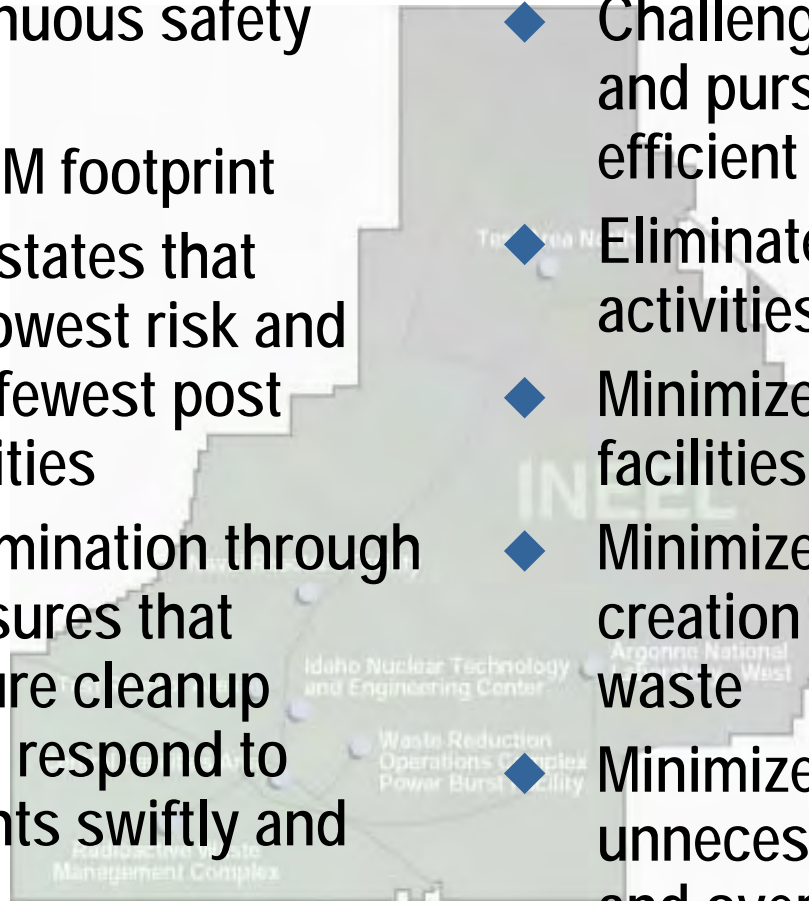 nuous safety
M footprint
states that
owest risk and
fewest post
ities
mination through
sures that
ure cleanup
respond to
nts swiftly and
Challeng
and purs
efficient
Eliminate
activities
Minimize
facilities
Minimize
creation
waste
Minimize
unneces
and over
INEEL
Idaho Nuclear Technology
and Engineering Center
Argonne National
West
Waste Reduction
Operations Complex
Power Burst Facility
Radioactive Waste
Management Complex